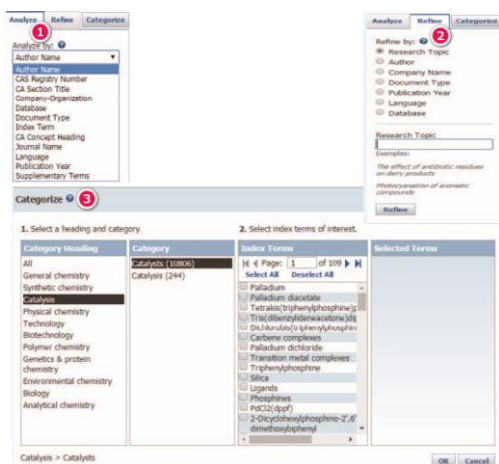 Analyze Refine Categorize
1
Analyze by:
Author Name
Author Name
CAS Registry Number
CA Section Title
Company-Organization
Database
Document Type
Index Term
CA Concept Heading
Journal Name
Language
Publication Year
Supplementary Terms
Analyze Refine Categorize
2
Refine by:
Research Topic
Author
Company Name
Document Type
Publication Year
Language
Database
Research Topic
Examples:
The effect of antibiotic residues
on dairy products
Photocyanation of aromatic
compounds
Refine
Categorize 3
1. Select a heading and category.
2. Select index terms of interest.
Category Heading
All
General chemistry
Synthetic chemistry
Catalysis
Physical chemistry
Technology
Biotechnology
Polymer chemistry
Genetics & protein
chemistry
Environmental chemistry
Biology
Analytical chemistry
Category
Catalysts (10806)
Catalysis (244)
Index Terms
Page: 1 of 109
Select All Deselect All
Palladium
Palladium diacetate
Tetrakis(triphenylphosphine)p
Tris(dibenzylideneacetone)dip
Dichlorobis(triphenylphosphin
Carbene complexes
Palladium dichloride
Transition metal complexes
Triphenylphosphine
Silica
Ligands
Phosphines
PdCl2(dppf)
2-Dicyclohexylphosphino-2',6'
dimethoxybiphenyl
Selected Terms
Catalysis > Catalysts
OK Cancel